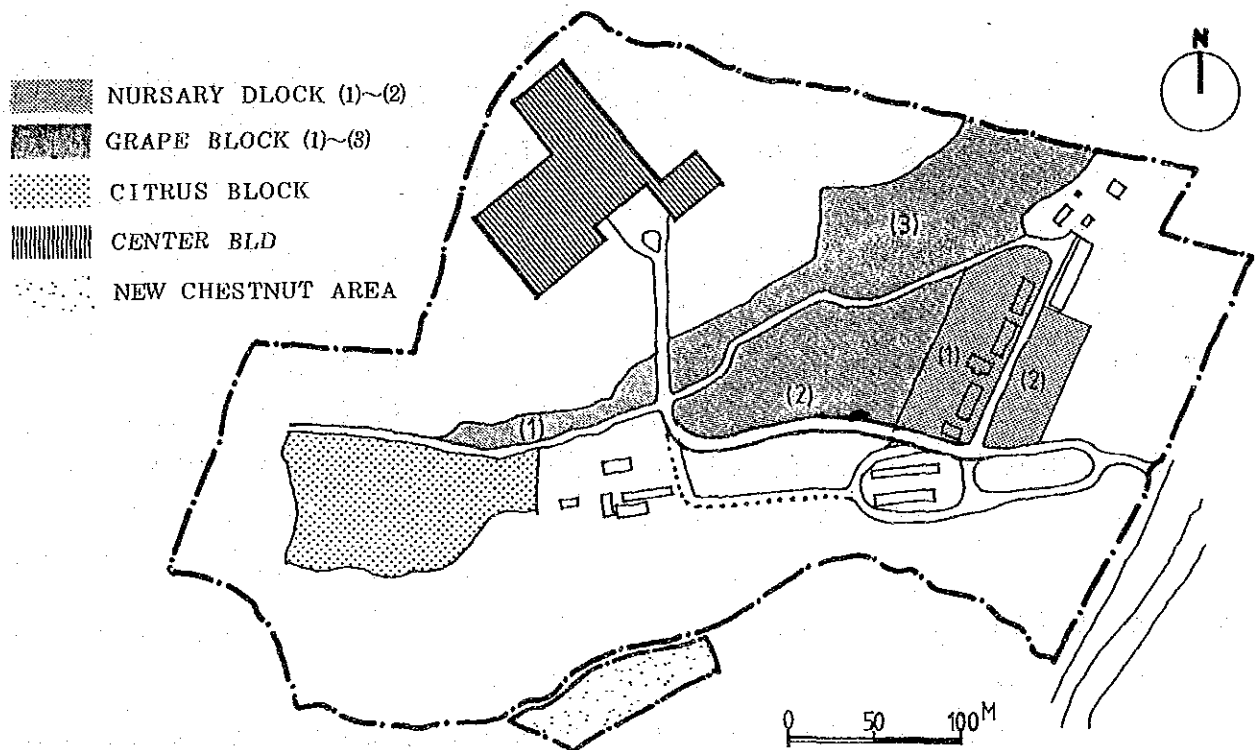 N
NURSARY DLOCK (1)~(2)
GRAPE BLOCK (1)~(3)
CITRUS BLOCK
CENTER BLD
NEW CHESTNUT AREA
(3)
(1)
(2)
(2)
(1)
0 50 100M